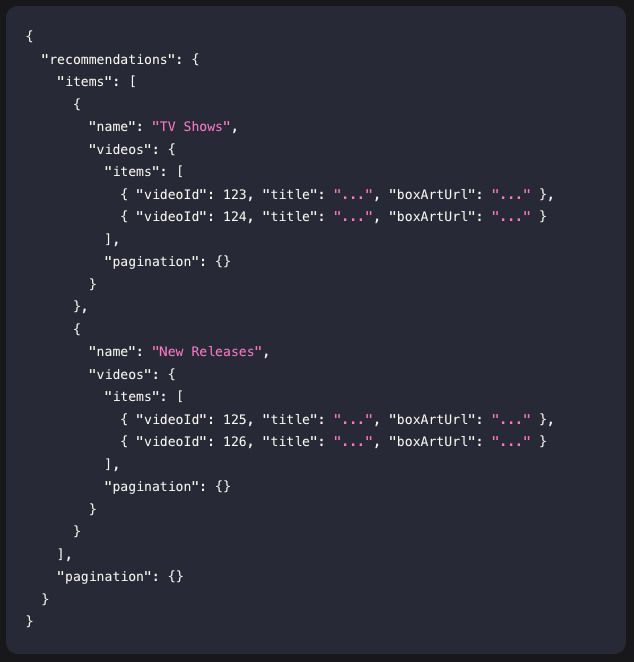 {
  "recommendations": {
    "items": [
      {
        "name": "TV Shows",
        "videos": {
          "items": [
            { "videoId": 123, "title": "...", "boxArtUrl": "..." },
            { "videoId": 124, "title": "...", "boxArtUrl": "..." }
          ],
          "pagination": {}
        }
      },
      {
        "name": "New Releases",
        "videos": {
          "items": [
            { "videoId": 125, "title": "...", "boxArtUrl": "..." },
            { "videoId": 126, "title": "...", "boxArtUrl": "..." }
          ],
          "pagination": {}
        }
      }
    ],
    "pagination": {}
  }
}